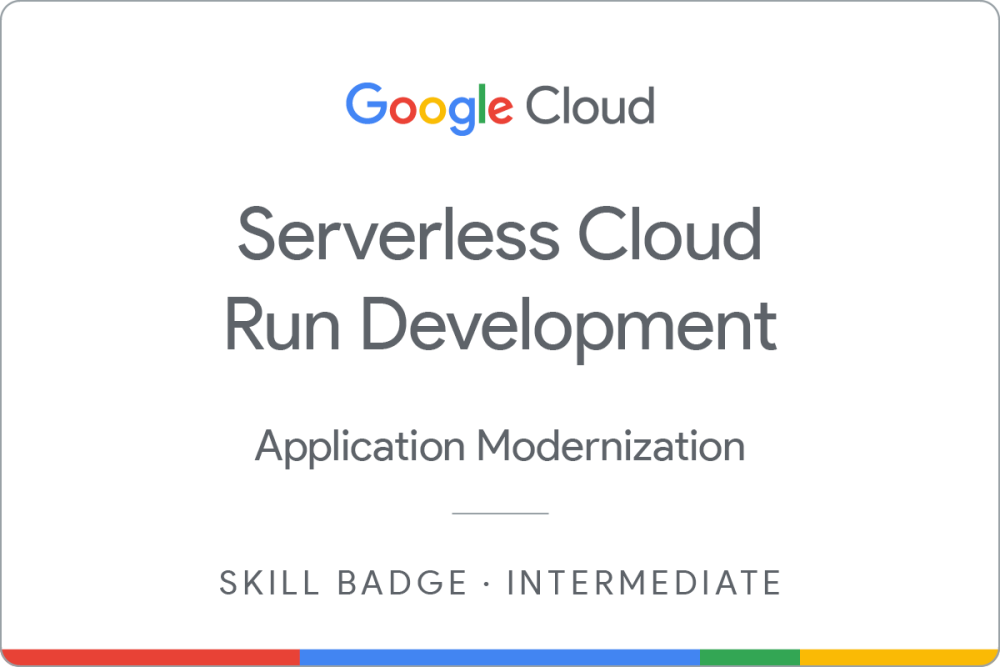 Google Cloud
Serverless Cloud
Run Development
Application Modernization
SKILL BADGE · INTERMEDIATE